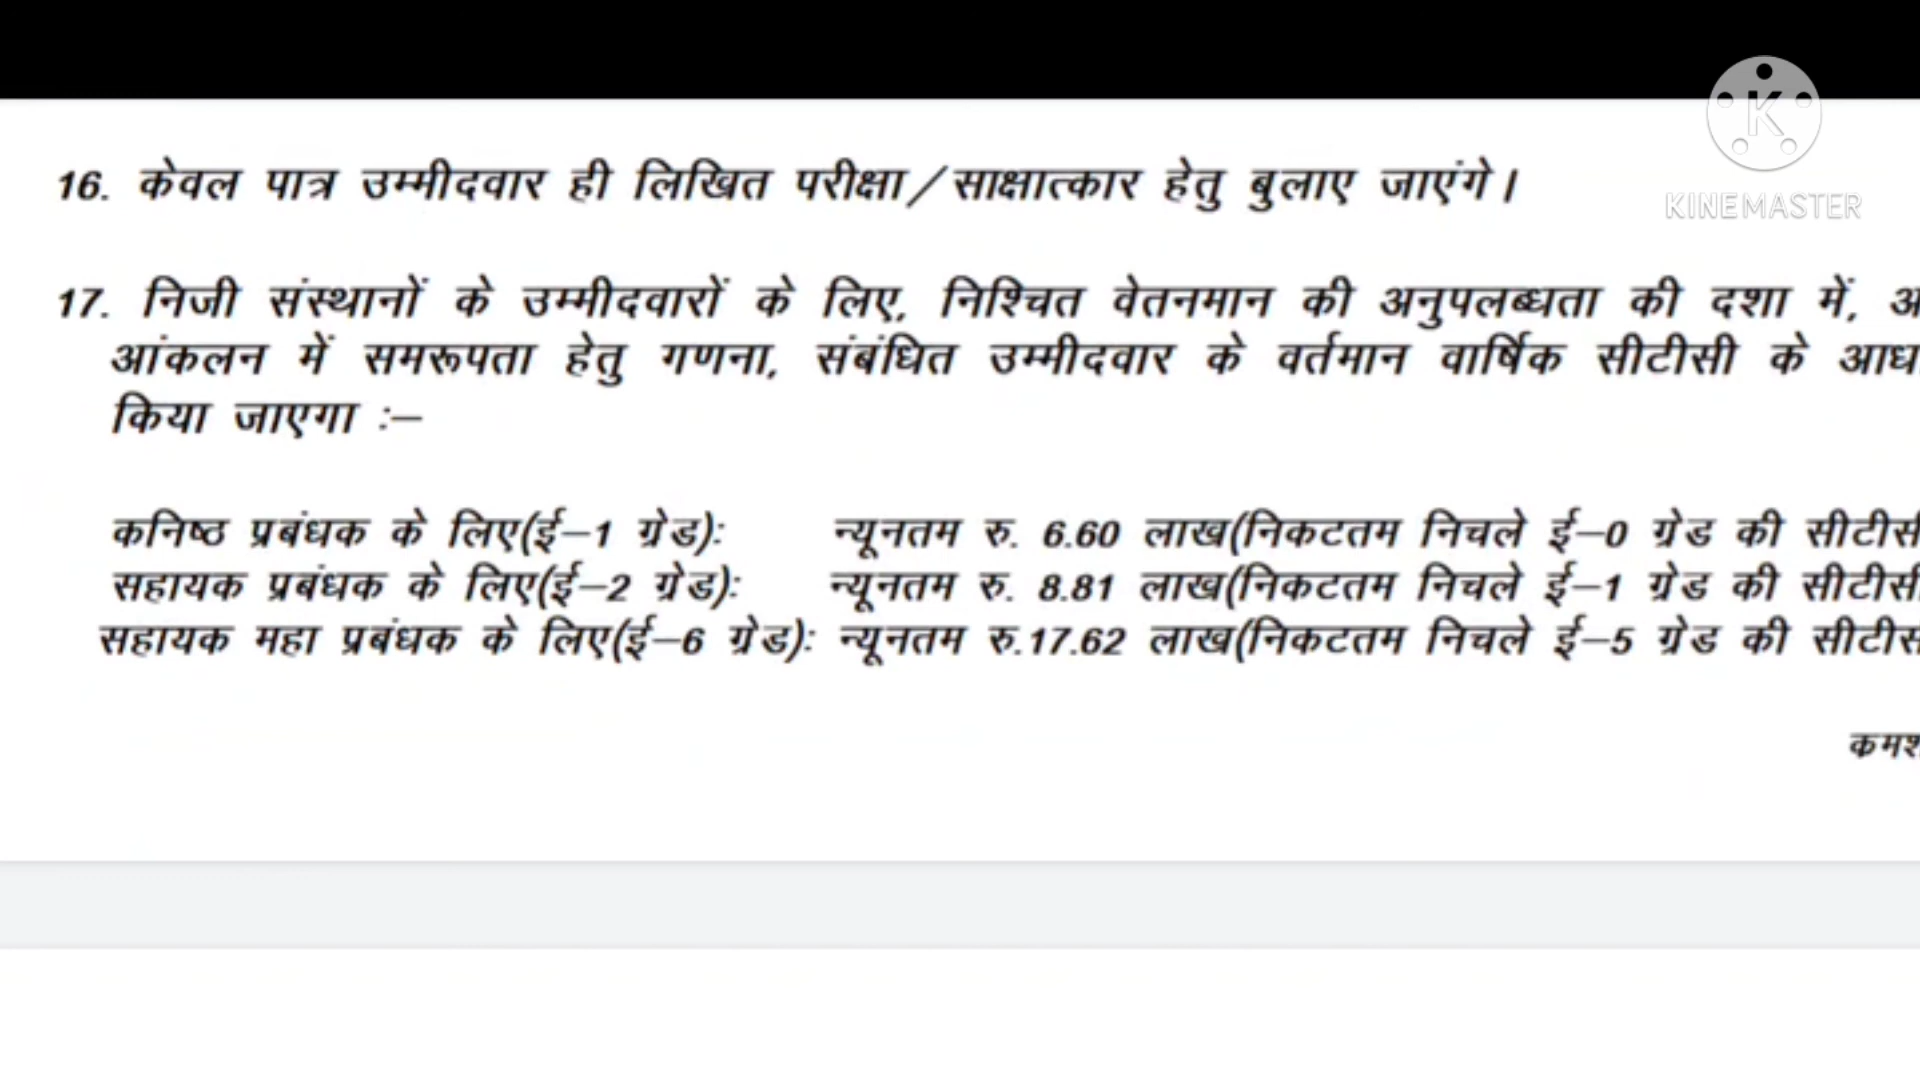 16. केवल पात्र उम्मीदवार ही लिखित परीक्षा/साक्षात्कार हेतु बुलाए जाएंगे।
K
KINEMASTER
17. निजी संस्थानों के उम्मीदवारों के लिए, निश्चित वेतनमान की अनुपलब्धता की दशा में,
आंकलन में समरूपता हेतु गणना, संबंधित उम्मीदवार के वर्तमान वार्षिक सीटीसी के
किया जाएगा :–
कनिष्ठ प्रबंधक के लिए(ई–1 ग्रेड): न्यूनतम रु. 6.60 लाख(निकटतम निचले ई–0 ग्रेड की
सहायक प्रबंधक के लिए(ई–2 ग्रेड): न्यूनतम रु. 8.81 लाख(निकटतम निचले ई–1 ग्रेड की
सहायक महा प्रबंधक के लिए(ई–6 ग्रेड): न्यूनतम रु.17.62 लाख(निकटतम निचले ई–5 ग्रेड की